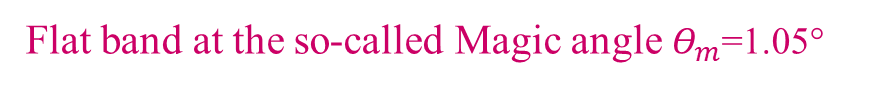 Flat band at the so-called Magic angle θₘ=1.05°